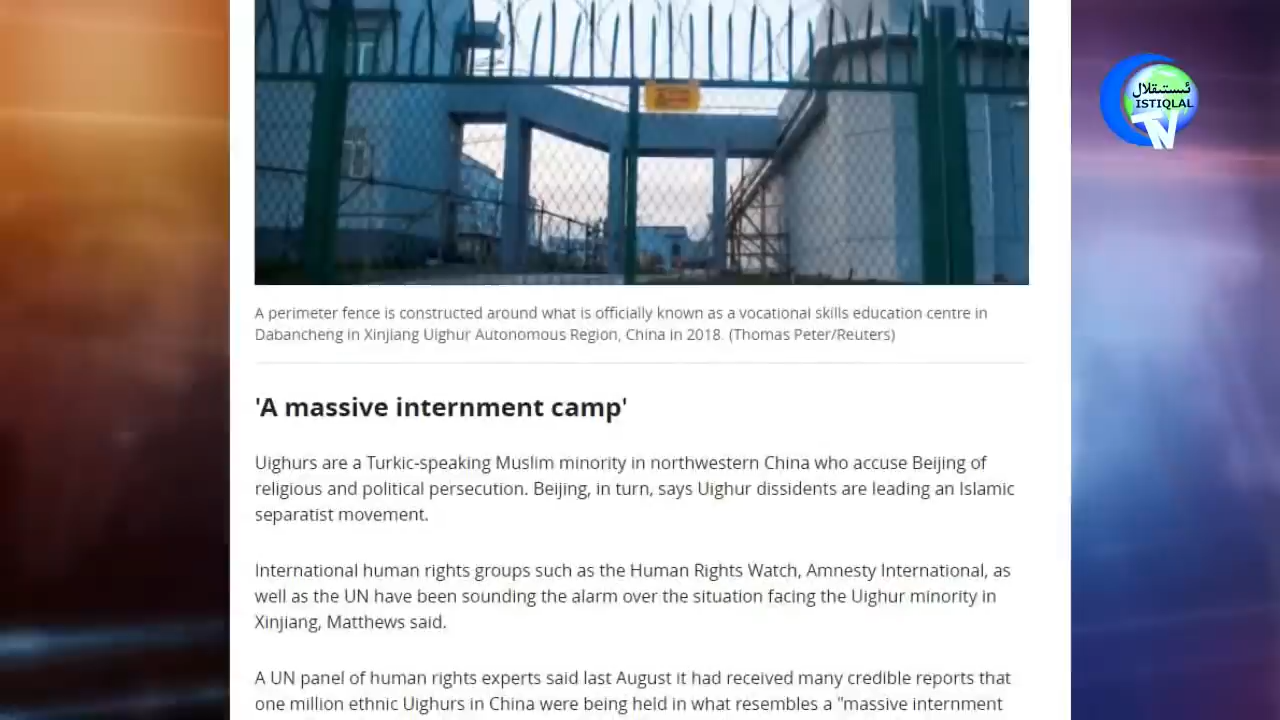 ئىستىقلال
ISTIQLAL
TV
A perimeter fence is constructed around what is officially known as a vocational skills education centre in
Dabancheng in Xinjiang Uighur Autonomous Region, China in 2018. (Thomas Peter/Reuters)
'A massive internment camp'
Uighurs are a Turkic-speaking Muslim minority in northwestern China who accuse Beijing of
religious and political persecution. Beijing, in turn, says Uighur dissidents are leading an Islamic
separatist movement.
International human rights groups such as the Human Rights Watch, Amnesty International, as
well as the UN have been sounding the alarm over the situation facing the Uighur minority in
Xinjiang, Matthews said.
A UN panel of human rights experts said last August it had received many credible reports that
one million ethnic Uighurs in China were being held in what resembles a "massive internment